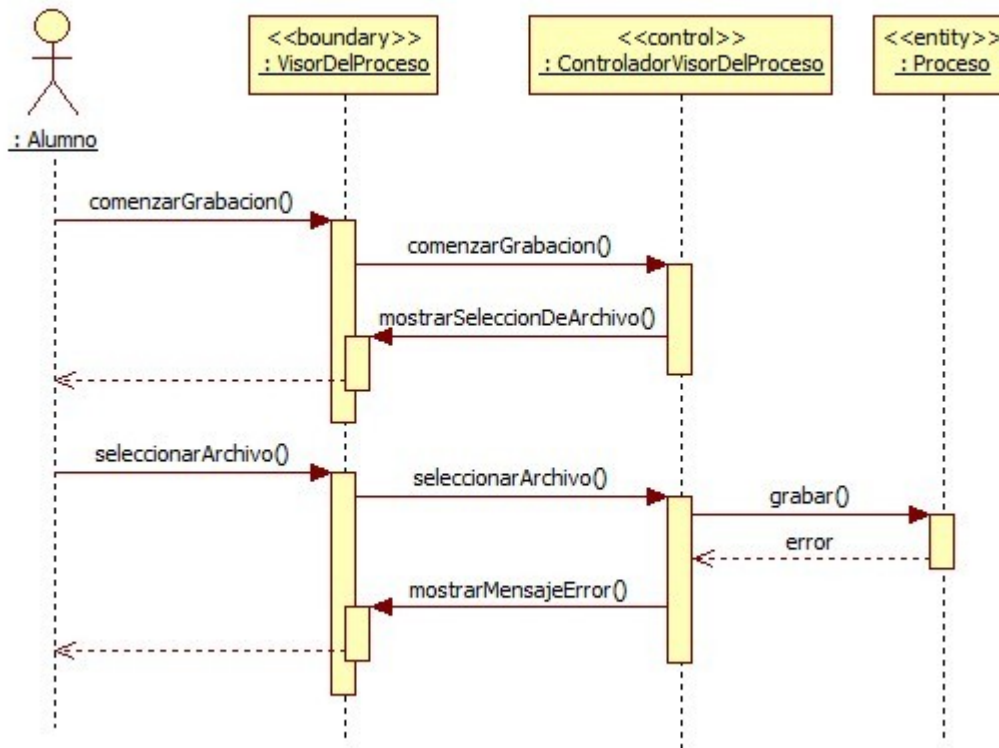 <<boundary>>
: VisorDelProceso
<<control>>
: ControladorVisorDelProceso
<<entity>>
: Proceso
: Alumno
comenzarGrabacion()
comenzarGrabacion()
mostrarSeleccionDeArchivo()
seleccionarArchivo()
seleccionarArchivo()
grabar()
error
mostrarMensajeError()